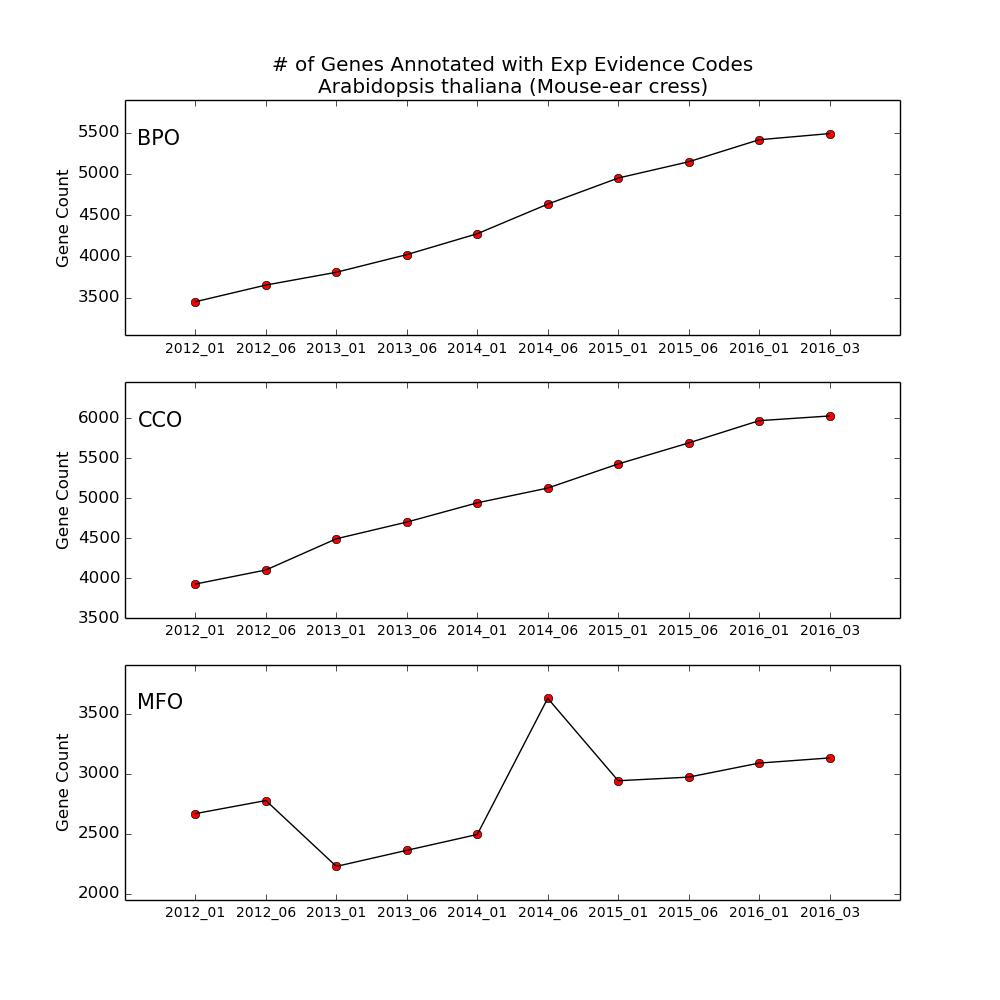 # of Genes Annotated with Exp Evidence Codes
Arabidopsis thaliana (Mouse-ear cress)
BPO
Gene Count
5500
5000
4500
4000
3500
2012_01 2012_06 2013_01 2013_06 2014_01 2014_06 2015_01 2015_06 2016_01 2016_03
CCO
Gene Count
6000
5500
5000
4500
4000
3500
2012_01 2012_06 2013_01 2013_06 2014_01 2014_06 2015_01 2015_06 2016_01 2016_03
MFO
Gene Count
3500
3000
2500
2000
2012_01 2012_06 2013_01 2013_06 2014_01 2014_06 2015_01 2015_06 2016_01 2016_03